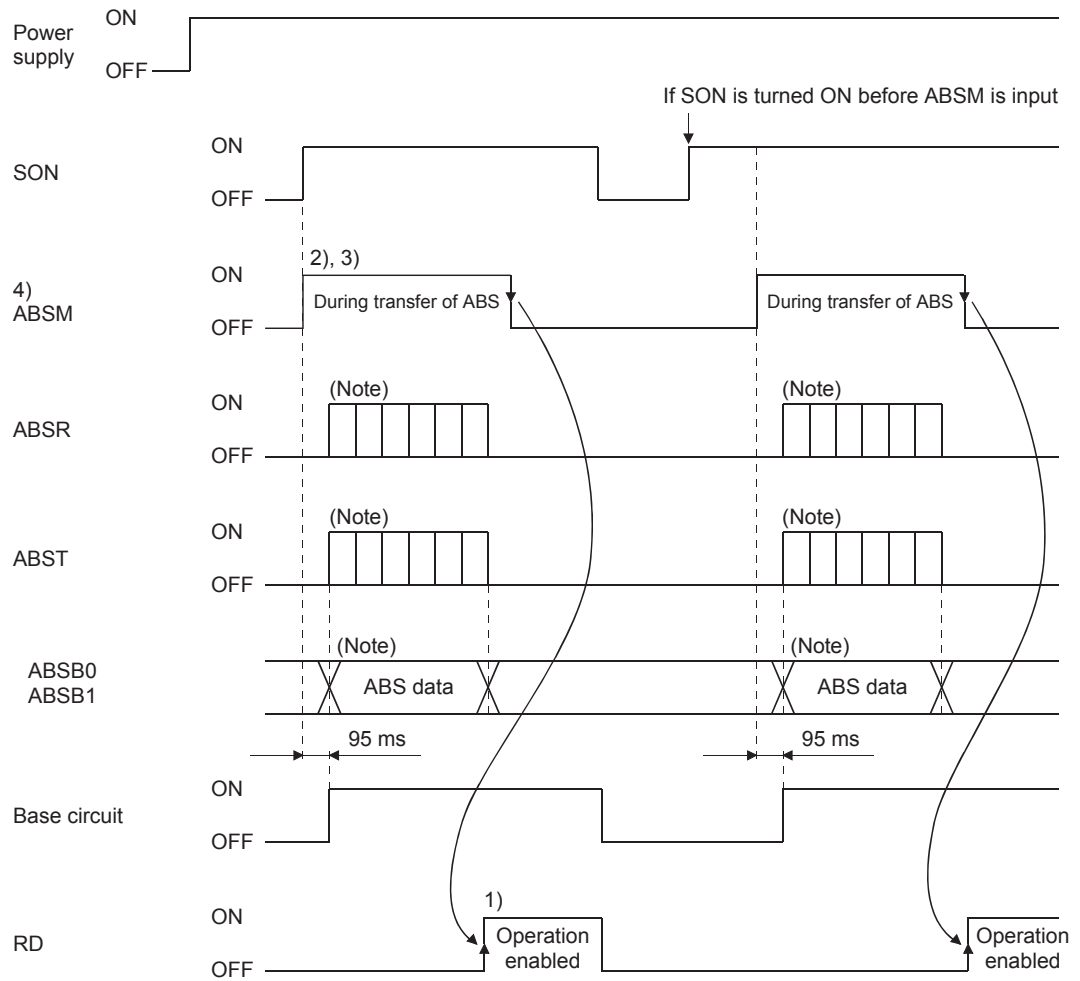 Power
supply
ON
OFF
If SON is turned ON before ABSM is input
SON
ON
OFF
4)
ABSM
ON
OFF
2), 3)
During transfer of ABS
During transfer of ABS
ABSR
ON
OFF
(Note)
(Note)
ABST
ON
OFF
(Note)
(Note)
ABSB0
ABSB1
(Note)
ABS data
(Note)
ABS data
95 ms
95 ms
Base circuit
ON
OFF
RD
ON
OFF
1)
Operation
enabled
Operation
enabled